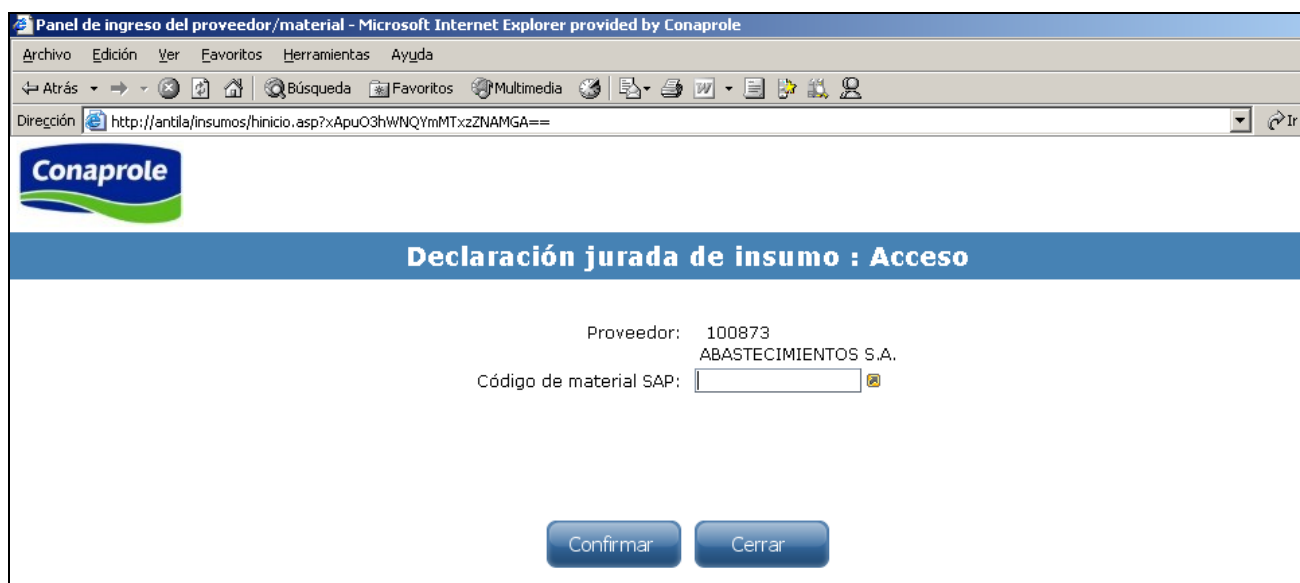 Panel de ingreso del proveedor/material - Microsoft Internet Explorer provided by Conaprole
Archivo Edición Ver Favoritos Herramientas Ayuda
Atrás Búsqueda Favoritos Multimedia
Dirección http://antila/insumos/hinicio.asp?xApuO3hWNQYmMTxzZNAMGA== Ir
Conaprole
Declaración jurada de insumo : Acceso
Proveedor: 100873
ABASTECIMIENTOS S.A.
Código de material SAP:
Confirmar Cerrar